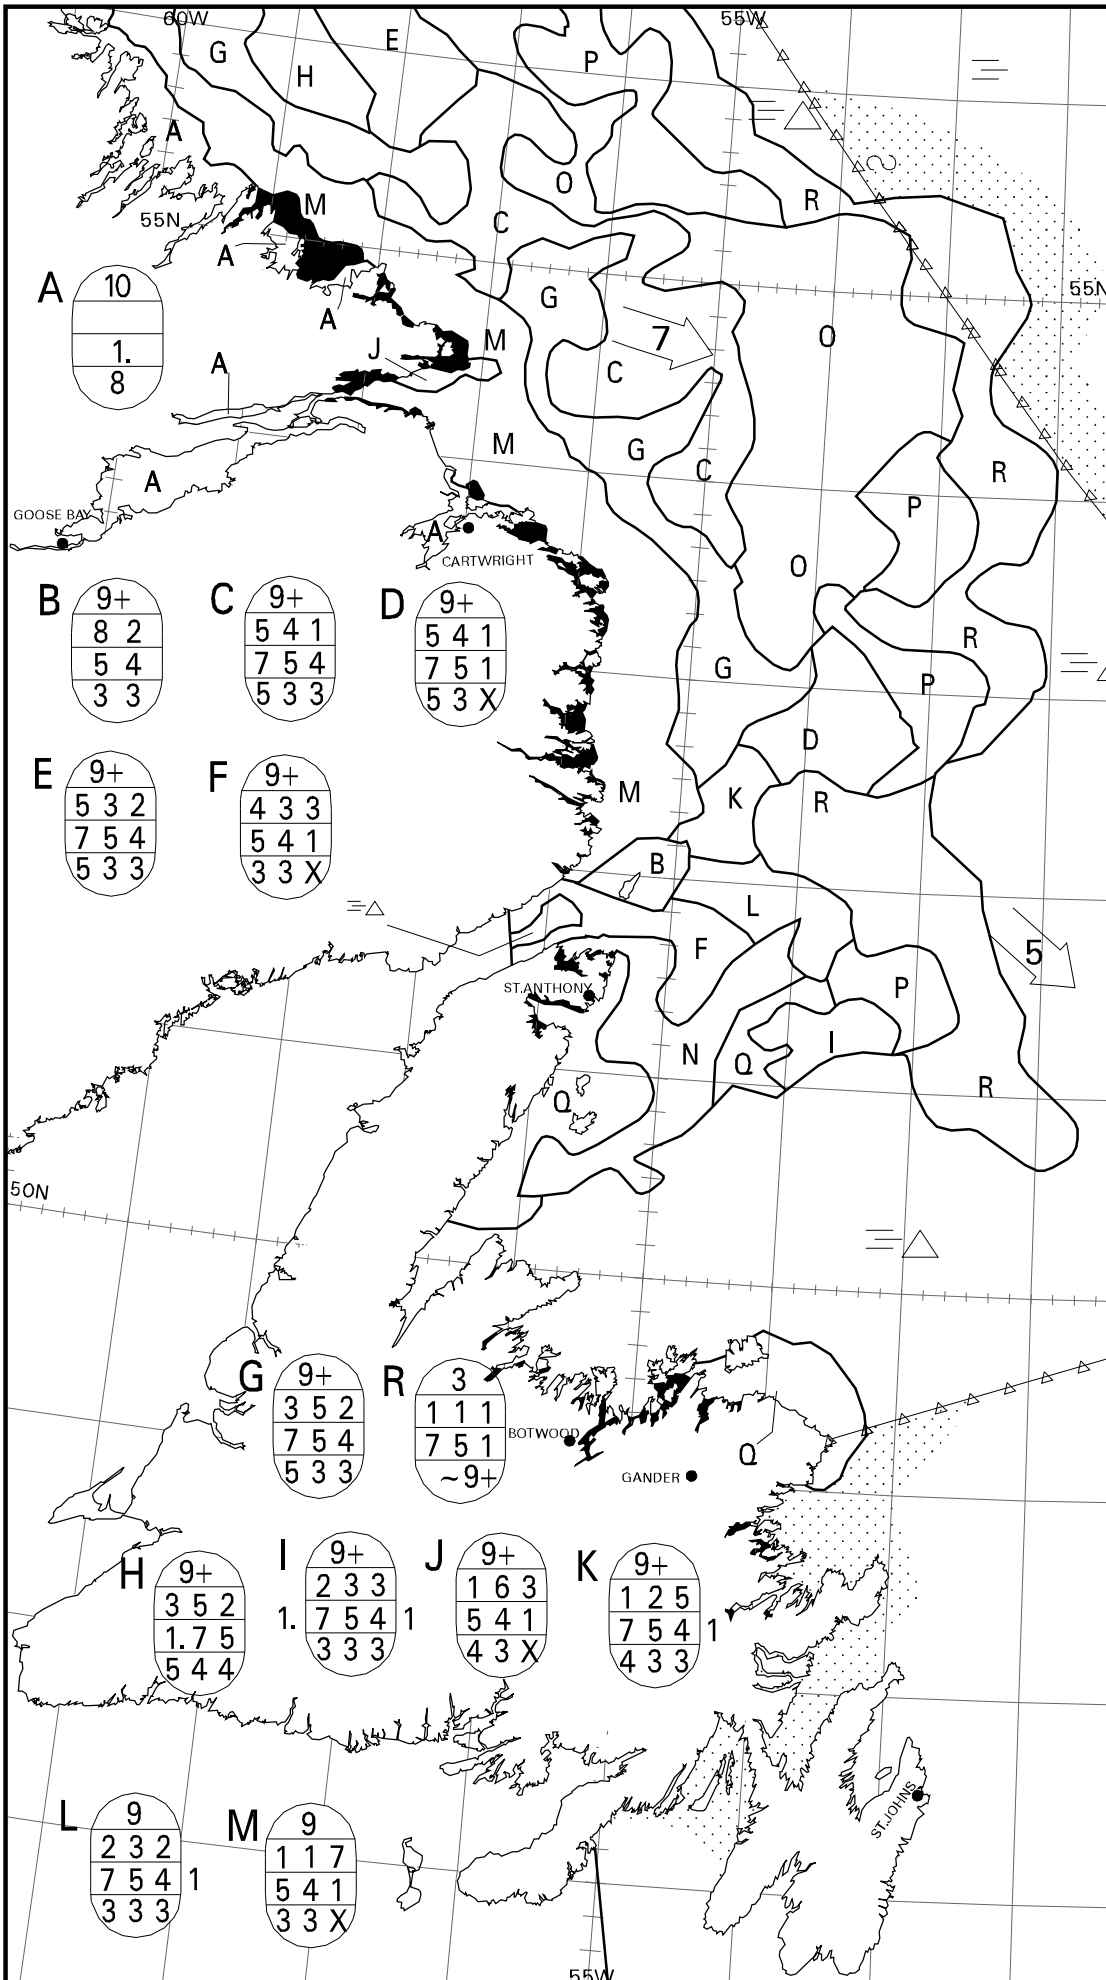 60W
55W
G
H
E
P
A
O
R
55N
M
C
A
A
10
1.
8
G
55N
A
7
O
J
M
A
C
M
G
C
R
A
P
GOOSE BAY
A
CARTWRIGHT
O
B
9+
8 2
5 4
3 3
C
9+
5 4 1
7 5 4
5 3 3
D
9+
5 4 1
7 5 1
5 3 X
R
G
P
D
E
9+
5 3 2
7 5 4
5 3 3
F
9+
4 3 3
5 4 1
3 3 X
M
K
R
B
L
F
5
ST.ANTHONY
P
N
Q
I
R
Q
50N
G
9+
3 5 2
7 5 4
5 3 3
R
3
1 1 1
7 5 1
~9+
BOTWOOD
Q
GANDER
H
9+
3 5 2
1. 7 5
5 4 4
I
9+
2 3 3
1. 7 5 4 1
3 3 3
J
9+
1 6 3
5 4 1
4 3 X
K
9+
1 2 5
7 5 4 1
4 3 3
L
9
2 3 2
7 5 4 1
3 3 3
M
9
1 1 7
5 4 1
3 3 X
ST.JOHNS
55W